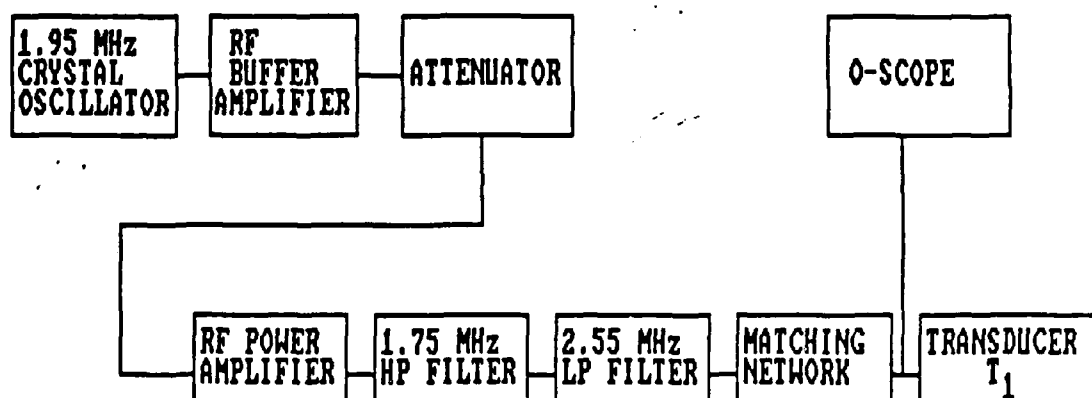 1.95 MHz
CRYSTAL
OSCILLATOR
RF
BUFFER
AMPLIFIER
ATTENUATOR
O-SCOPE
RF POWER
AMPLIFIER
1.75 MHz
HP FILTER
2.55 MHz
LP FILTER
MATCHING
NETWORK
TRANSDUCER
T1